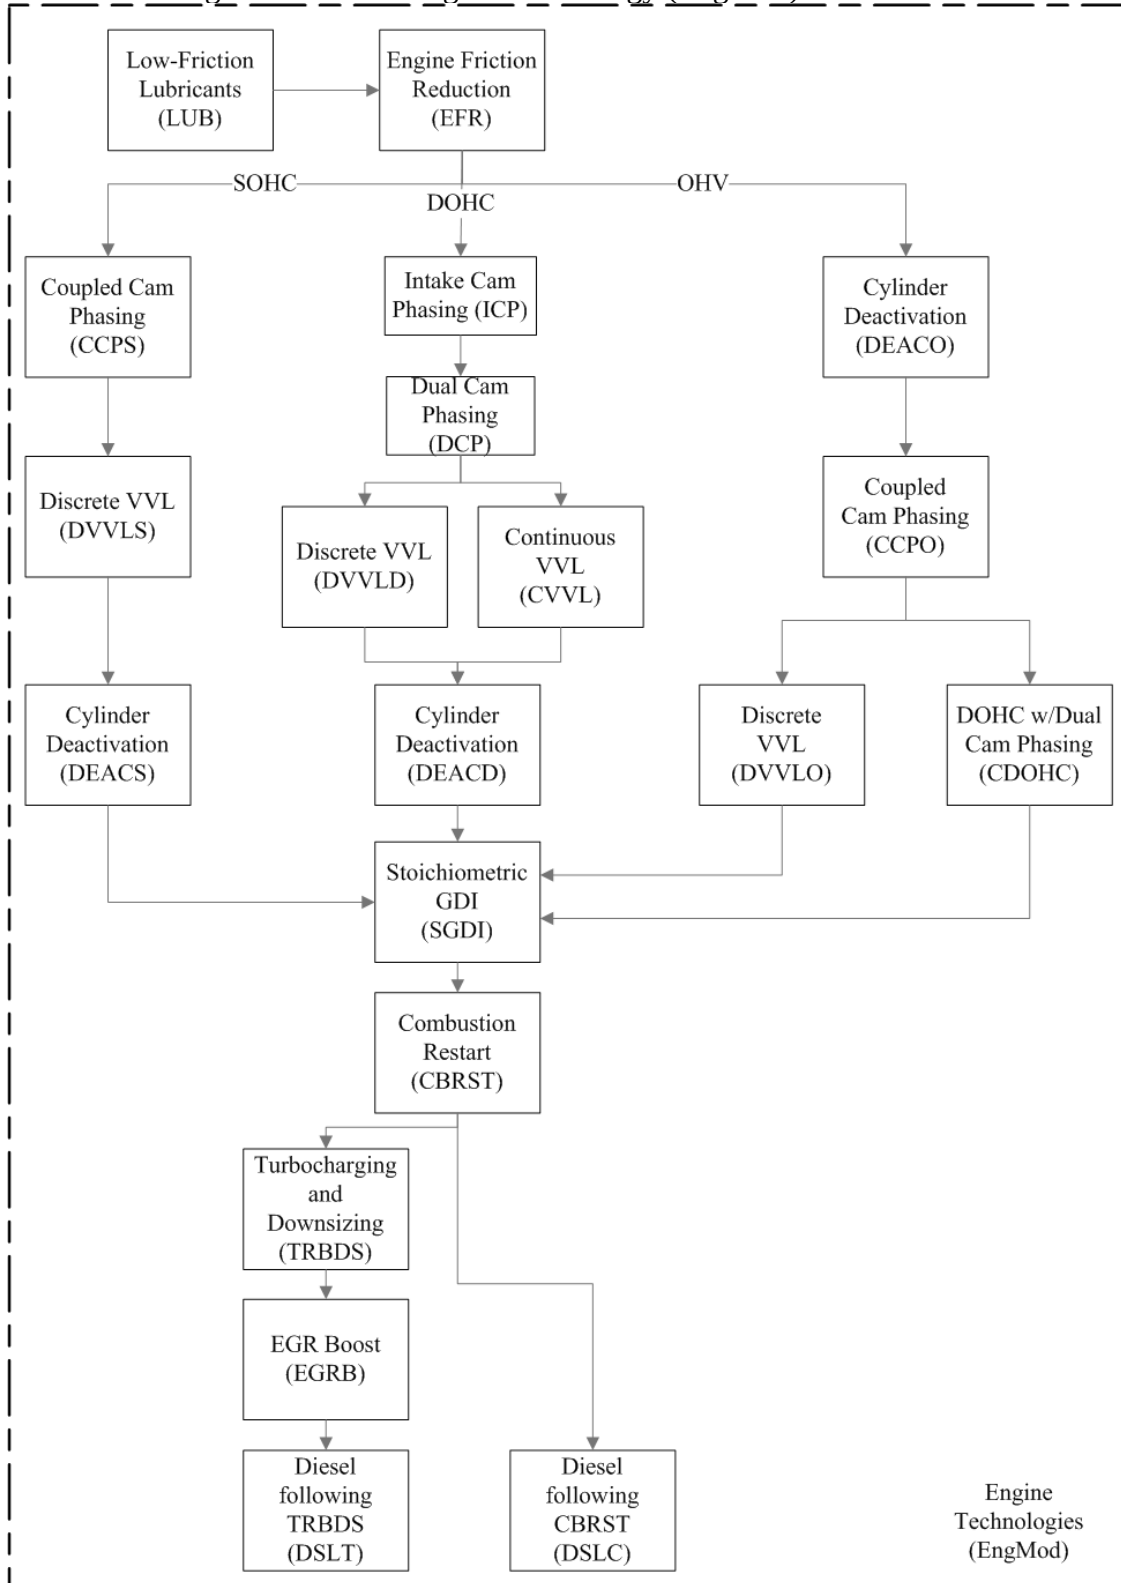 Low-Friction
Lubricants
(LUB)
Engine Friction
Reduction
(EFR)
SOHC
DOHC
OHV
Coupled Cam
Phasing
(CCPS)
Intake Cam
Phasing (ICP)
Cylinder
Deactivation
(DEACO)
Dual Cam
Phasing
(DCP)
Discrete VVL
(DVVLS)
Discrete VVL
(DVVLD)
Continuous
VVL
(CVVL)
Coupled
Cam Phasing
(CCPO)
Cylinder
Deactivation
(DEACS)
Cylinder
Deactivation
(DEACD)
Discrete
VVL
(DVVLO)
DOHC w/Dual
Cam Phasing
(CDOHC)
Stoichiometric
GDI
(SGDI)
Combustion
Restart
(CBRST)
Turbocharging
and
Downsizing
(TRBDS)
EGR Boost
(EGRB)
Diesel
following
TRBDS
(DSLT)
Diesel
following
CBRST
(DSLC)
Engine
Technologies
(EngMod)